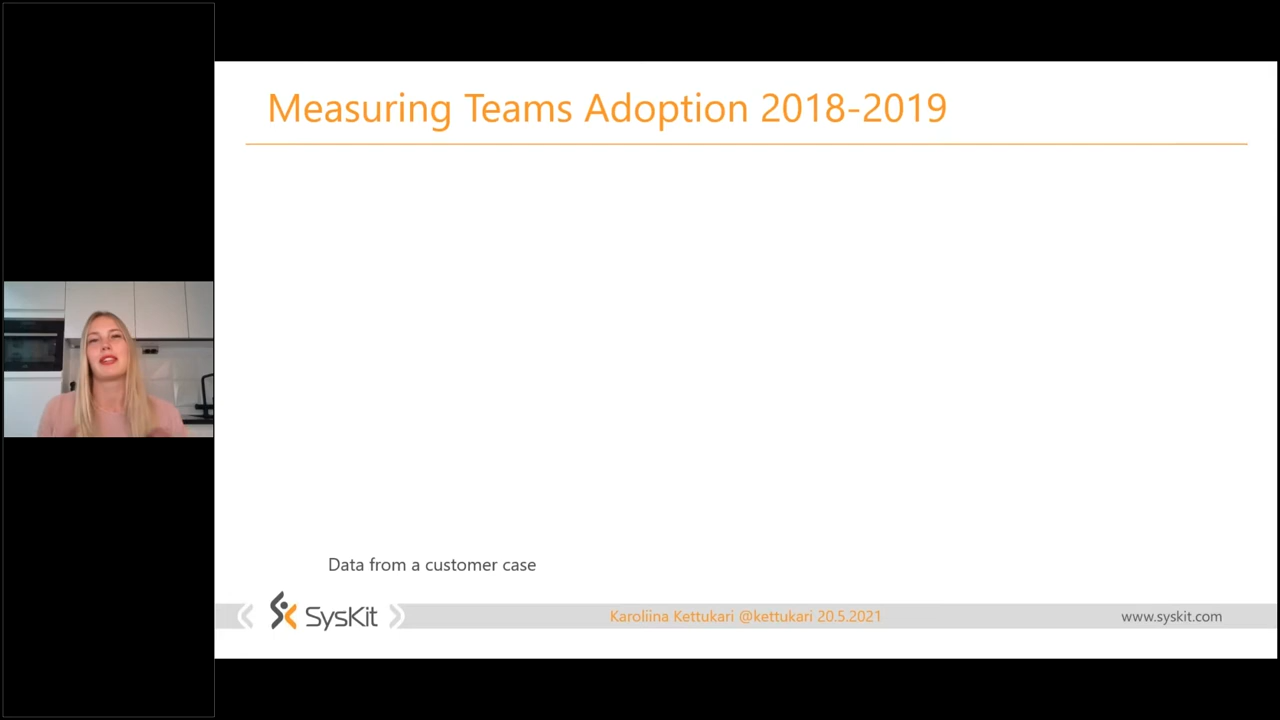 Measuring Teams Adoption 2018-2019
Data from a customer case
SysKit
Karoliina Kettukari @kettukari 20.5.2021
www.syskit.com